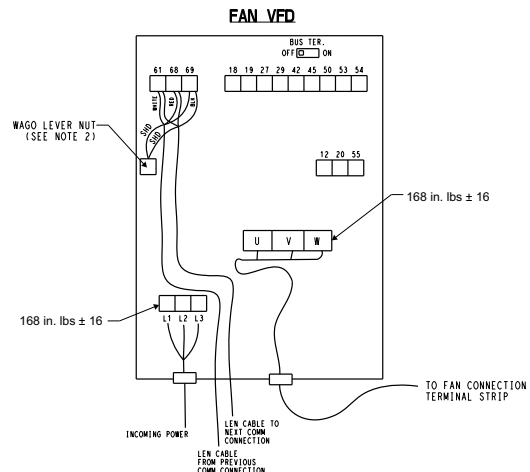 FAN VFD
BUS TER.
OFF ON
61 68 69
18 19 27 29 42 45 50 53 54
WHITE RED BLK
SHD
SHD
WAGO LEVER NUT
(SEE NOTE 2)
12 20 55
168 in. lbs ± 16
U V W
168 in. lbs ± 16
L1 L2 L3
TO FAN CONNECTION
TERMINAL STRIP
INCOMING POWER
LEN CABLE TO
NEXT COMM
CONNECTION
LEN CABLE
FROM PREVIOUS
COMM CONNECTION